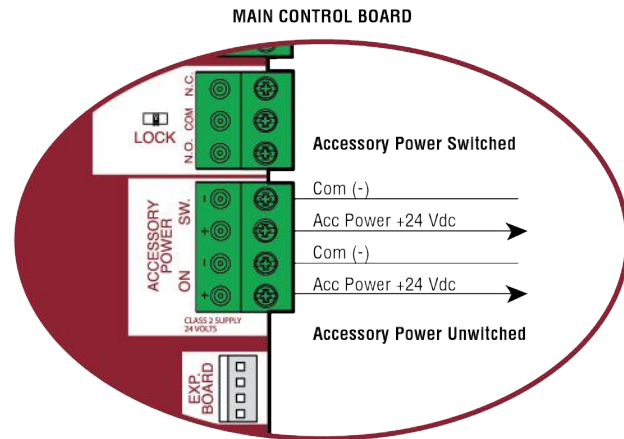 MAIN CONTROL BOARD
N.C.
COM
N.O.
LOCK
Accessory Power Switched
ACCESSORY
POWER
SW.
ON
-
+
-
+
Com (-)
Acc Power +24 Vdc
Com (-)
Acc Power +24 Vdc
CLASS 2 SUPPLY
24 VOLTS
Accessory Power Unwitched
EXP.
BOARD